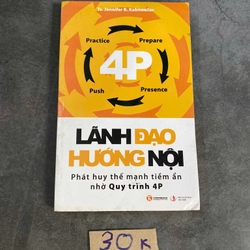 Ts. Jennifer B. Kahnweiler
Practice
Prepare
4P
Push
Presence
LÃNH ĐẠO
HƯỚNG NỘI
Phát huy thế mạnh tiềm ẩn
nhờ Quy trình 4P
30K